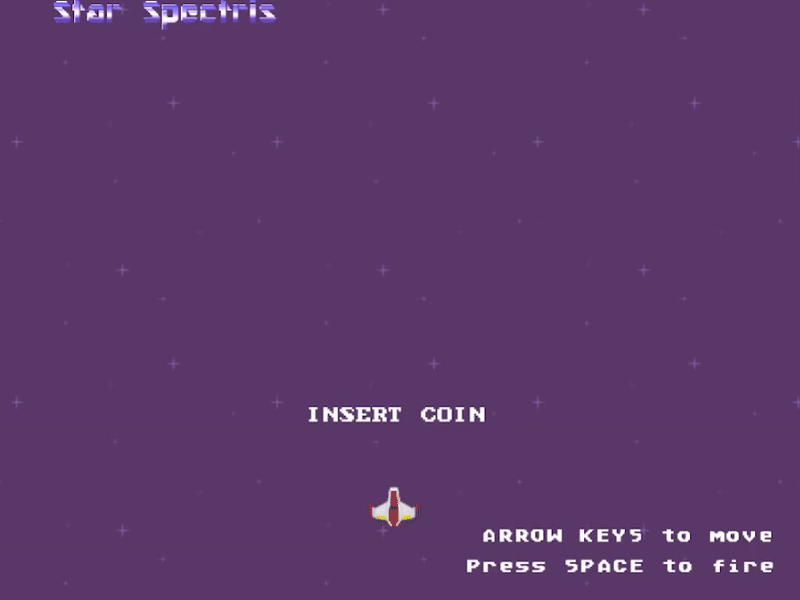 Star Spectris
INSERT COIN
ARROW KEYS to move
Press SPACE to fire